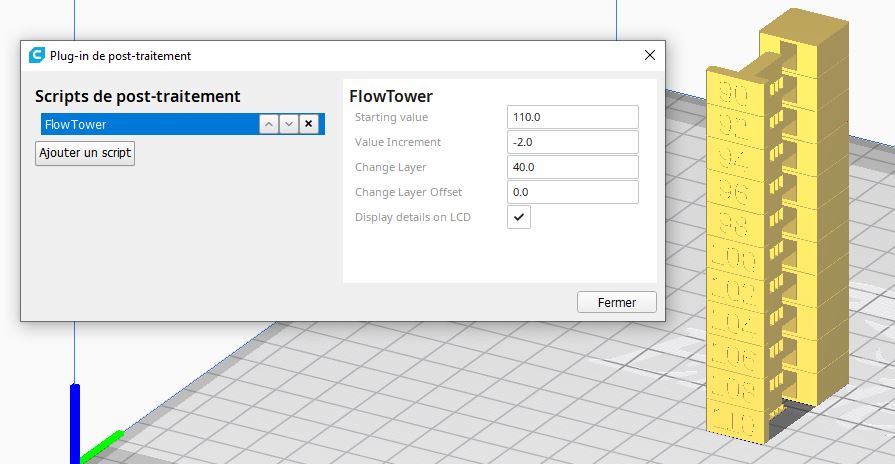 Plug-in de post-traitement
Scripts de post-traitement
FlowTower
Ajouter un script
FlowTower
Starting value 110.0
Value Increment -2.0
Change Layer 40.0
Change Layer Offset 0.0
Display details on LCD
Fermer
90
92
94
96
98
100
102
104
106
108
110